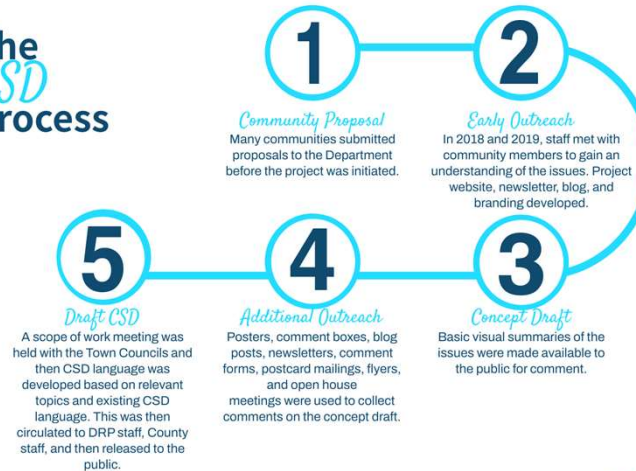 he
SD
rocess
1
Community Proposal
Many communities submitted
proposals to the Department
before the project was initiated.
2
Early Outreach
In 2018 and 2019, staff met with
community members to gain an
understanding of the issues. Project
website, newsletter, blog, and
branding developed.
3
Concept Draft
Basic visual summaries of the
issues were made available to
the public for comment.
4
Additional Outreach
Posters, comment boxes, blog
posts, newsletters, comment
forms, postcard mailings, flyers,
and open house
meetings were used to collect
comments on the concept draft.
5
Draft CSD
A scope of work meeting was
held with the Town Councils and
then CSD language was
developed based on relevant
topics and existing CSD
language. This was then
circulated to DRP staff, County
staff, and then released to the
public.